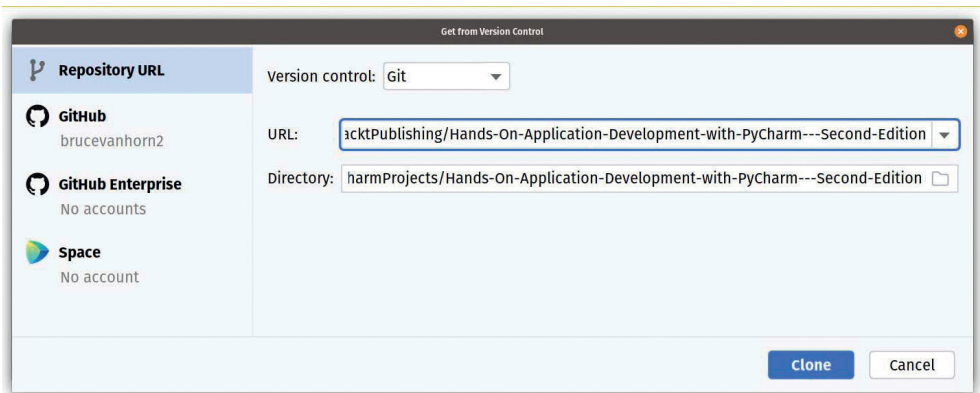 Get from Version Control
Repository URL
GitHub
brucevanhorn2
GitHub Enterprise
No accounts
Space
No account
Version control: Git
URL: acktPublishing/Hands-On-Application-Development-with-PyCharm---Second-Edition
Directory: harmProjects/Hands-On-Application-Development-with-PyCharm---Second-Edition
Clone Cancel